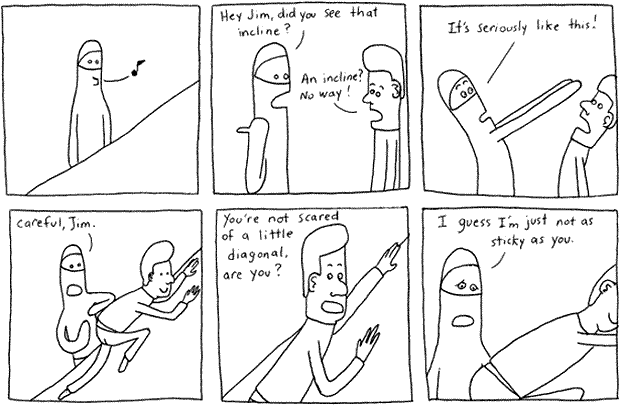 Hey Jim, did you see that
incline?
An incline?
No way!
It's seriously like this!
Careful, Jim.
You're not scared
of a little
diagonal,
are you?
I guess I'm just not as
sticky as you.